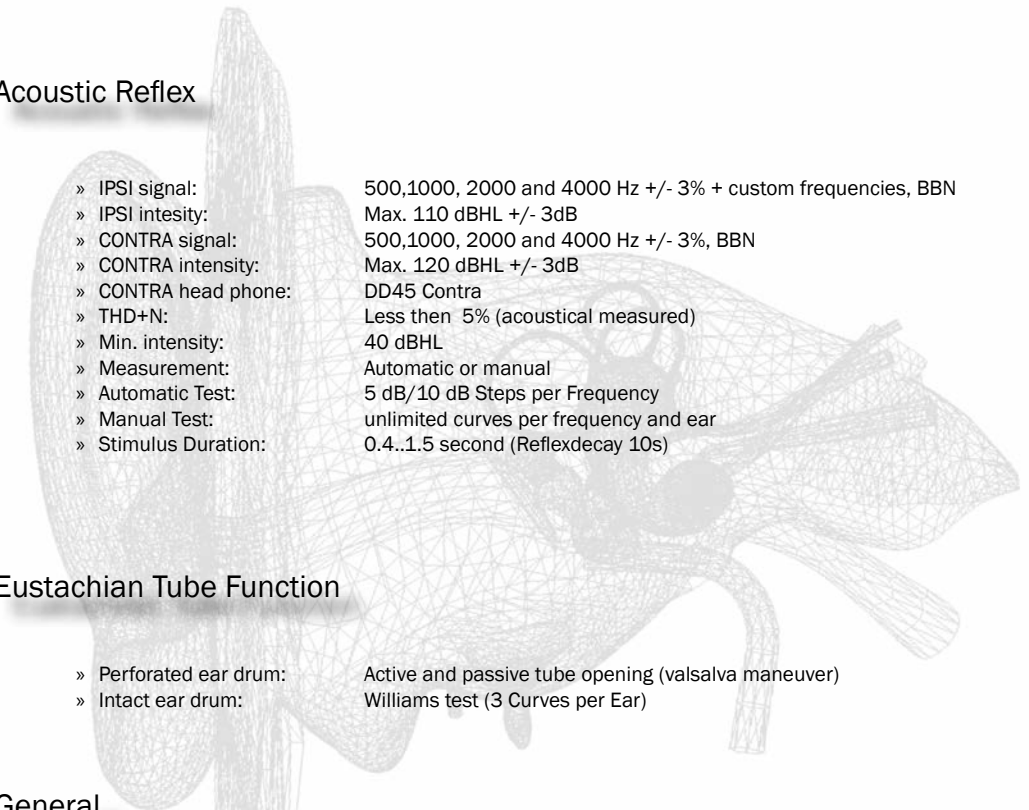 Acoustic Reflex
» IPSI signal: 500,1000, 2000 and 4000 Hz +/- 3% + custom frequencies, BBN
» IPSI intesity: Max. 110 dBHL +/- 3dB
» CONTRA signal: 500,1000, 2000 and 4000 Hz +/- 3%, BBN
» CONTRA intensity: Max. 120 dBHL +/- 3dB
» CONTRA head phone: DD45 Contra
» THD+N: Less then 5% (acoustical measured)
» Min. intensity: 40 dBHL
» Measurement: Automatic or manual
» Automatic Test: 5 dB/10 dB Steps per Frequency
» Manual Test: unlimited curves per frequency and ear
» Stimulus Duration: 0.4..1.5 second (Reflexdecay 10s)
Eustachian Tube Function
» Perforated ear drum: Active and passive tube opening (valsalva maneuver)
» Intact ear drum: Williams test (3 Curves per Ear)
General